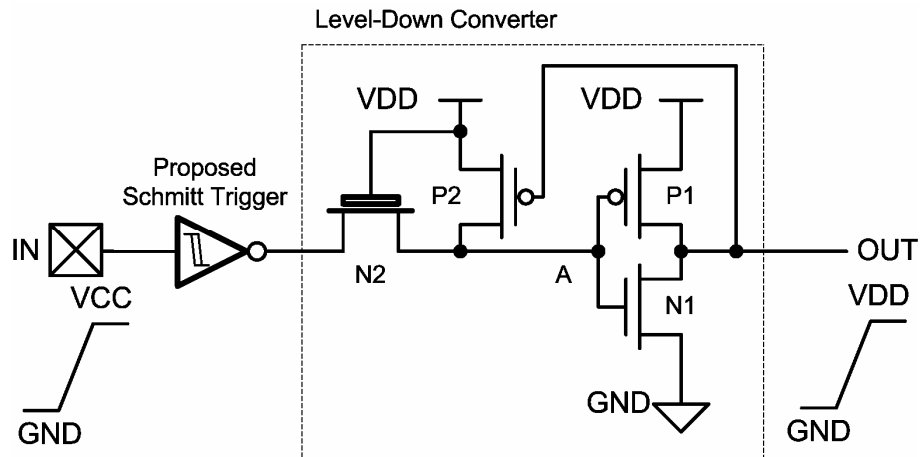 Level-Down Converter
VDD
VDD
Proposed
Schmitt Trigger
P2
P1
IN
OUT
N2
A
N1
VCC
VDD
GND
GND
GND